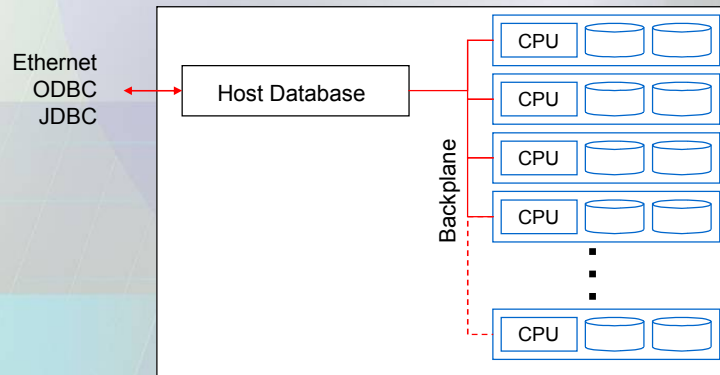 Ethernet
ODBC
JDBC
Host Database
Backplane
CPU
CPU
CPU
CPU
CPU